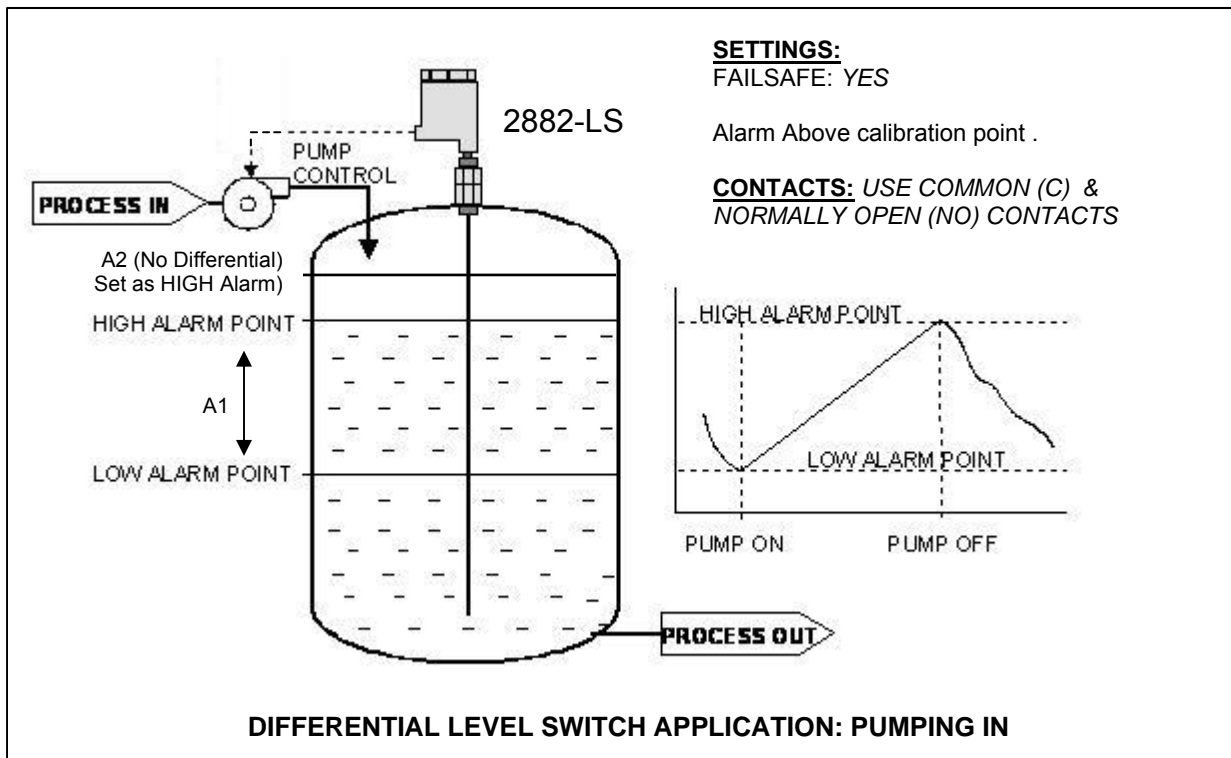 SETTINGS:
FAILSAFE: YES
Alarm Above calibration point .
CONTACTS: USE COMMON (C) &
NORMALLY OPEN (NO) CONTACTS
2882-LS
PUMP
CONTROL
PROCESS IN
A2 (No Differential)
Set as HIGH Alarm)
HIGH ALARM POINT
A1
LOW ALARM POINT
PROCESS OUT
HIGH ALARM POINT
LOW ALARM POINT
PUMP ON
PUMP OFF
DIFFERENTIAL LEVEL SWITCH APPLICATION: PUMPING IN